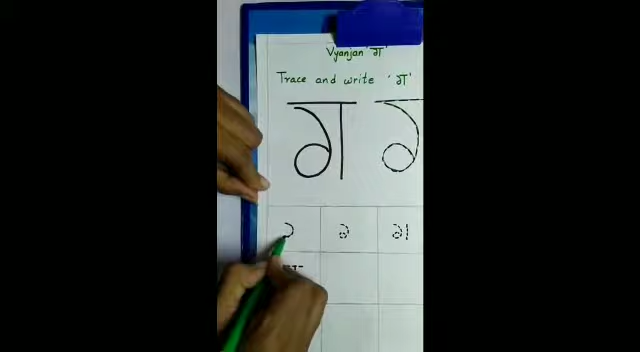 Vyanjan 'ग'
Trace and write 'ग'
ग